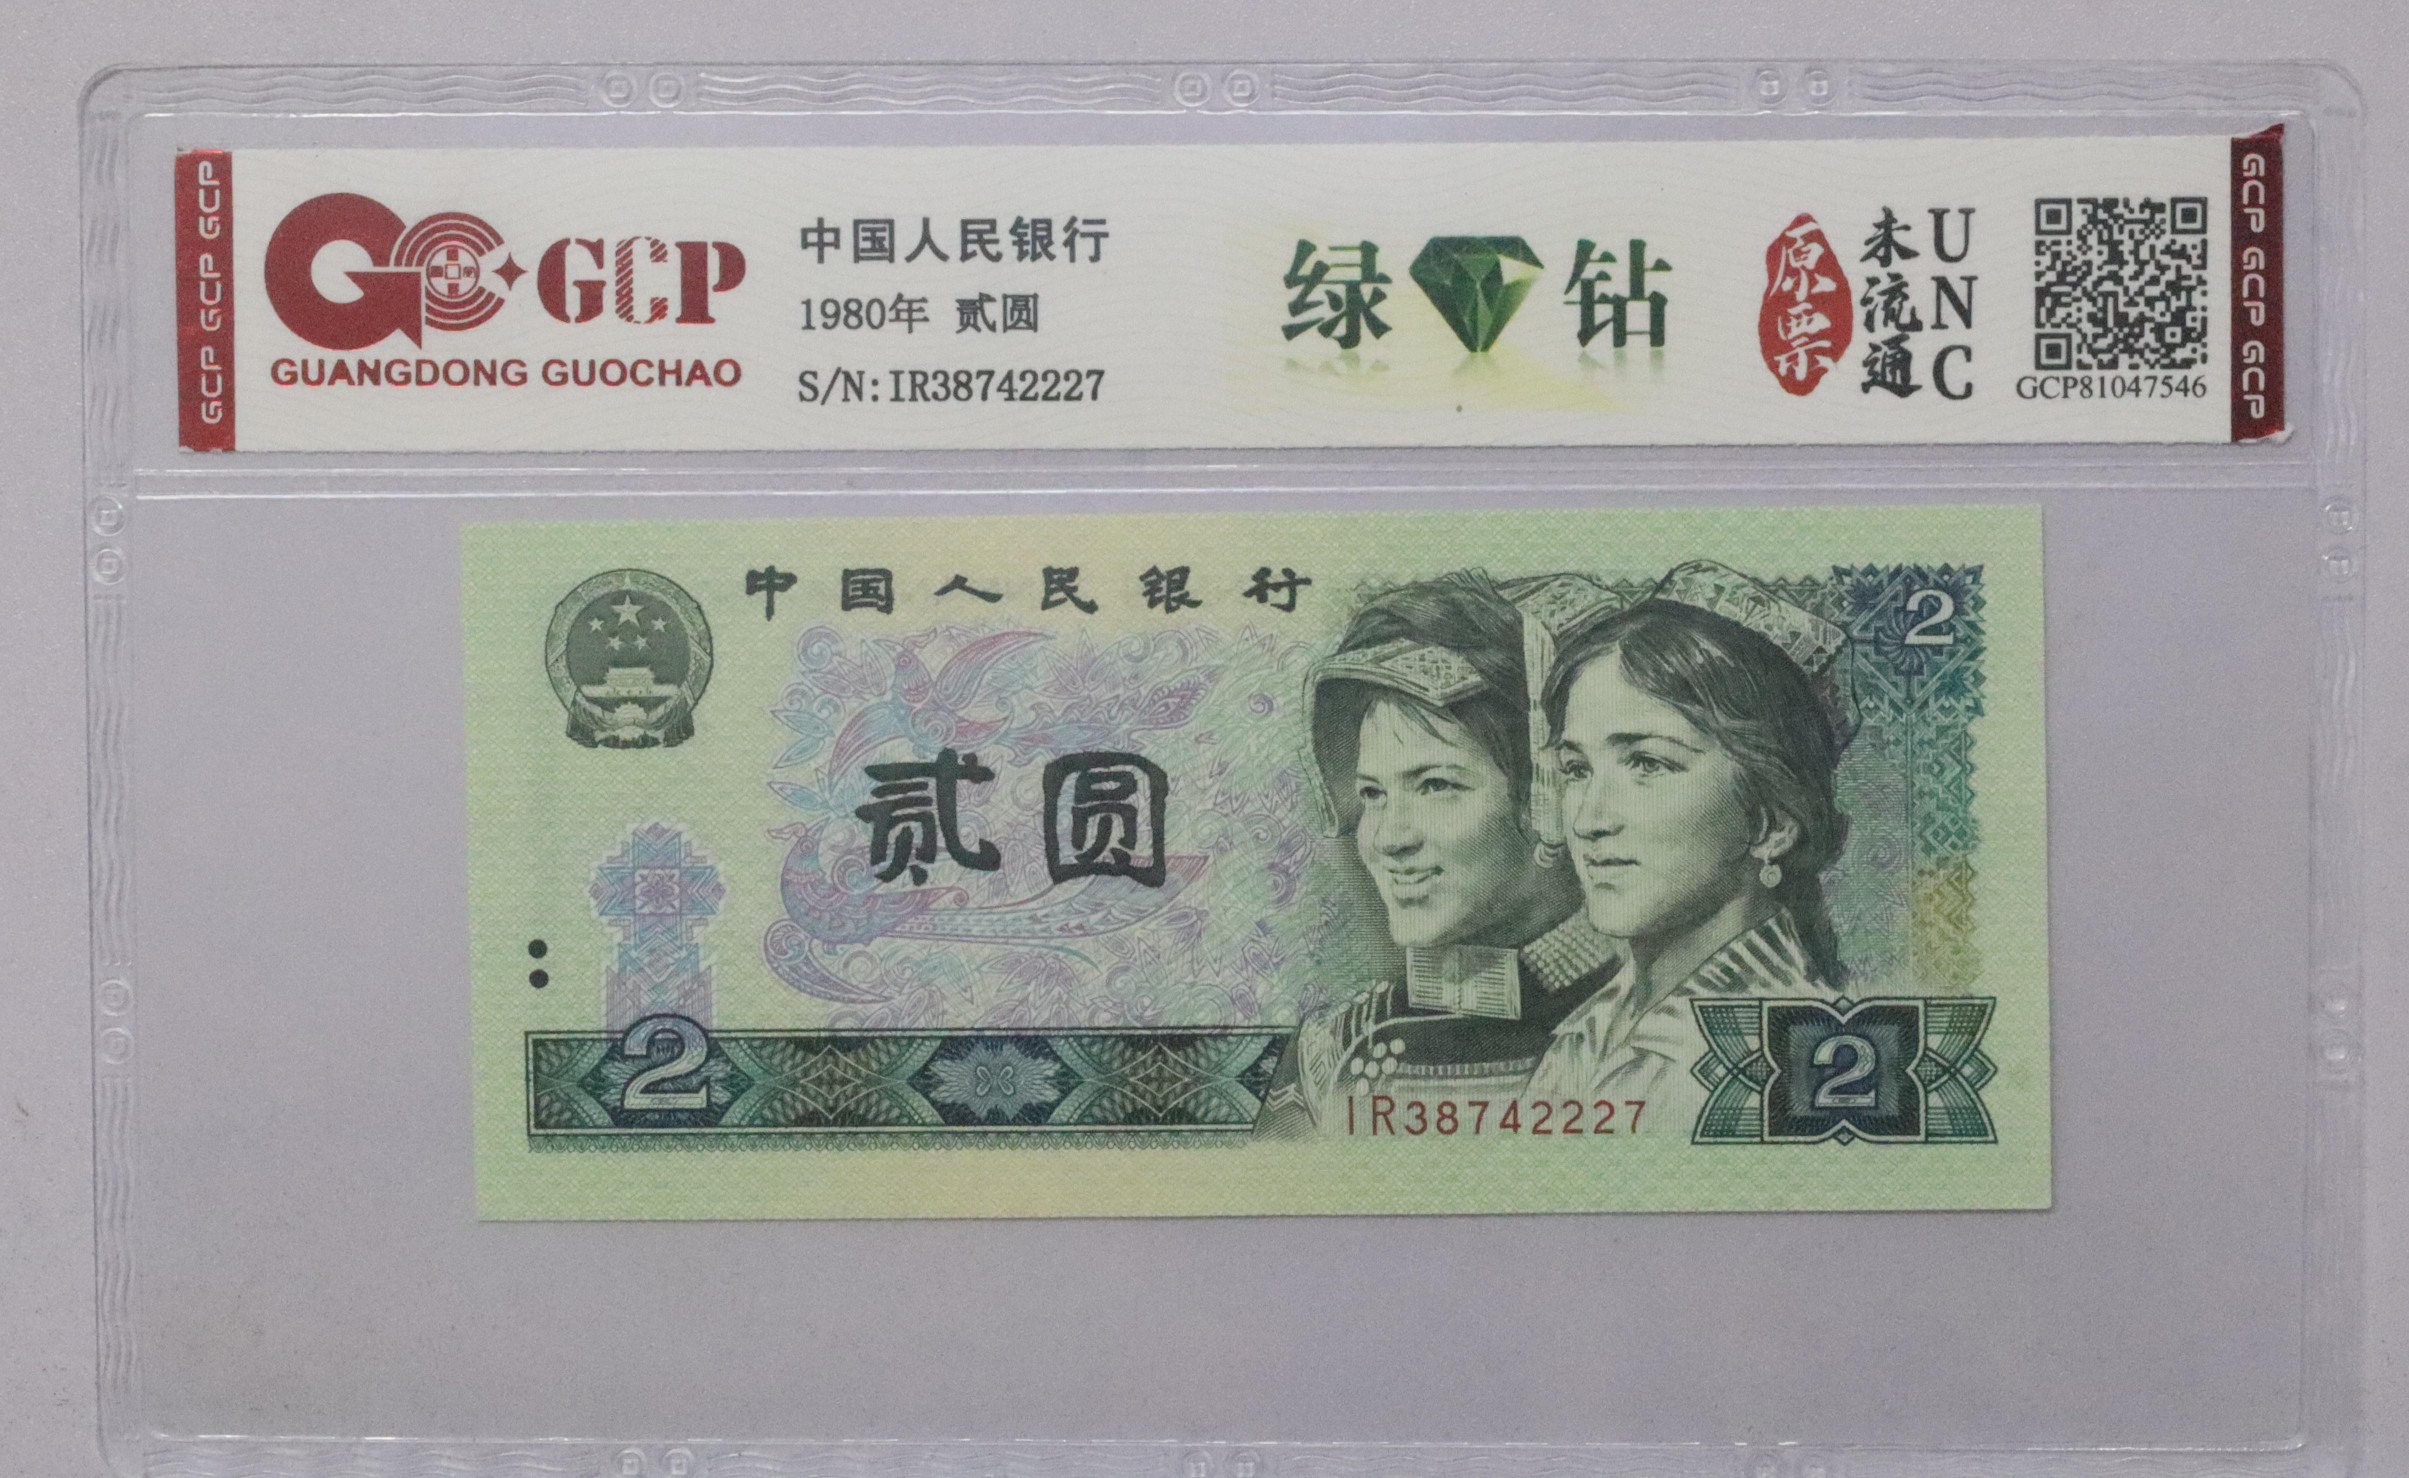 GCP GCP GCP
GCP
GUANGDONG GUOCHAO
中国人民银行
1980年 贰圆
S/N:IR38742227
绿钻
原票
未流通
UNC
GCP81047546
GCP GCP GCP
中国人民银行
2
贰圆
2
IR38742227
2